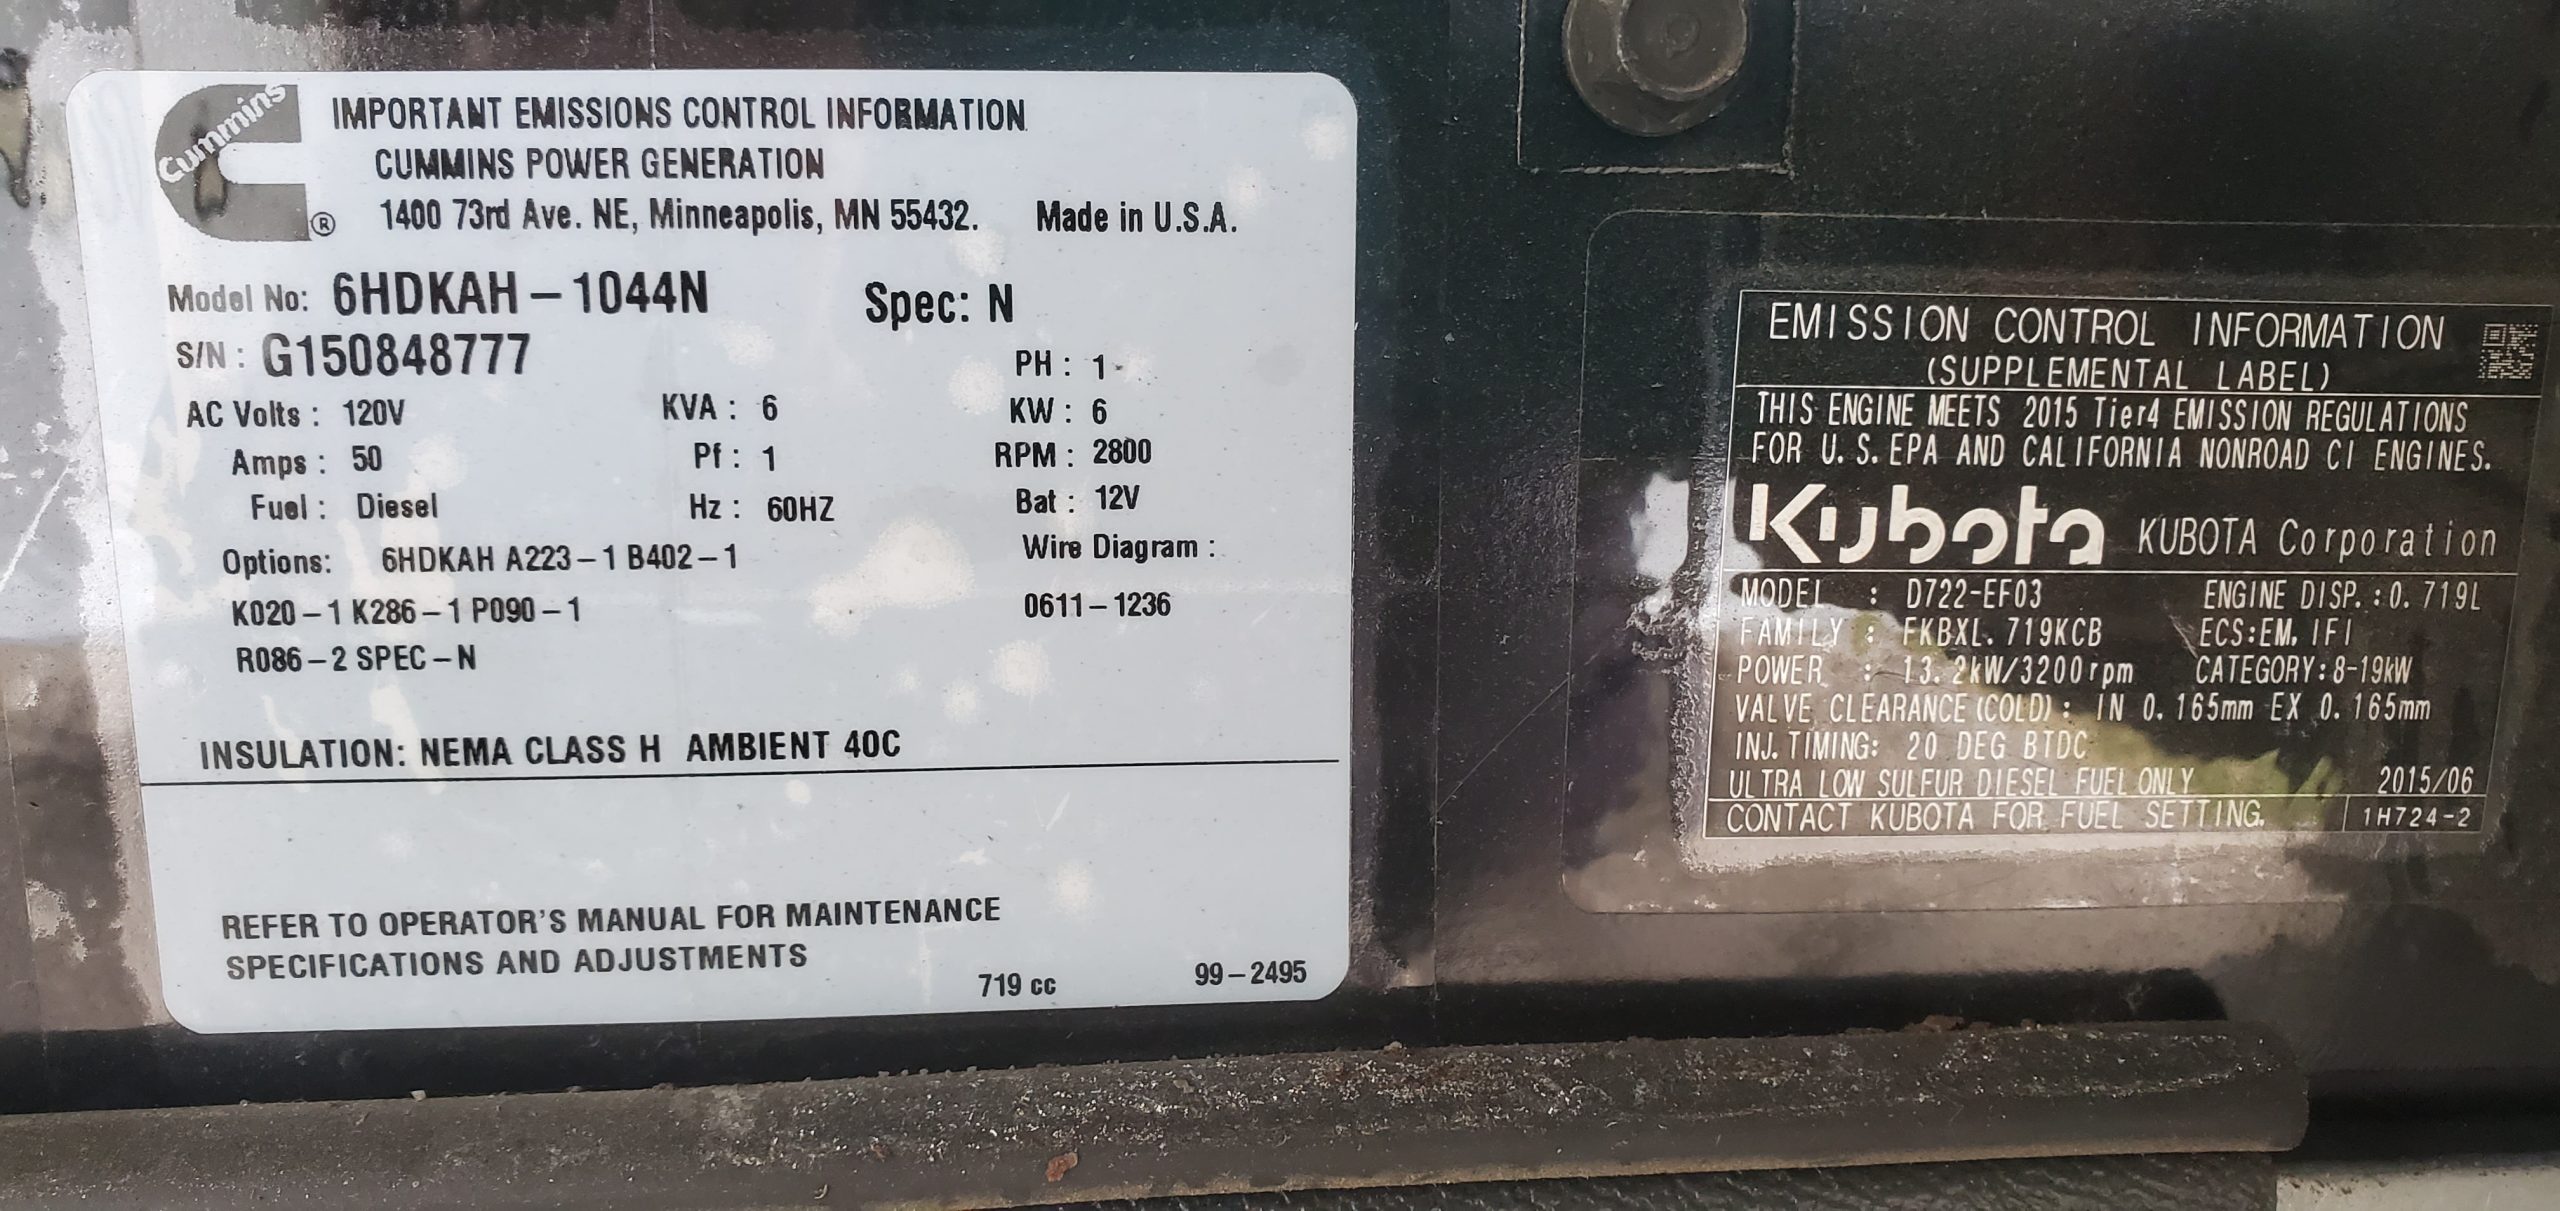 Cummins
®
IMPORTANT EMISSIONS CONTROL INFORMATION
CUMMINS POWER GENERATION
1400 73rd Ave. NE, Minneapolis, MN 55432. Made in U.S.A.
Model No: 6HDKAH-1044N Spec: N
S/N: G150848777 PH: 1
AC Volts: 120V KVA: 6 KW: 6
Amps: 50 Pf: 1 RPM: 2800
Fuel: Diesel Hz: 60HZ Bat: 12V
Options: 6HDKAH A223-1 B402-1 Wire Diagram:
K020-1 K286-1 P090-1 0611-1236
R086-2 SPEC-N
INSULATION: NEMA CLASS H AMBIENT 40C
REFER TO OPERATOR'S MANUAL FOR MAINTENANCE
SPECIFICATIONS AND ADJUSTMENTS
719 cc 99-2495
EMISSION CONTROL INFORMATION
(SUPPLEMENTAL LABEL)
THIS ENGINE MEETS 2015 Tier4 EMISSION REGULATIONS
FOR U.S. EPA AND CALIFORNIA NONROAD CI ENGINES.
Kubota KUBOTA Corporation
MODEL : D722-EF03 ENGINE DISP.:0.719L
FAMILY : FKBXL.719KCB ECS:EM, IFI
POWER : 13.2kW/3200rpm CATEGORY:8-19kW
VALVE CLEARANCE(COLD): IN 0.165mm EX 0.165mm
INJ. TIMING: 20 DEG BTDC
ULTRA LOW SULFUR DIESEL FUEL ONLY 2015/06
CONTACT KUBOTA FOR FUEL SETTING. 1H724-2